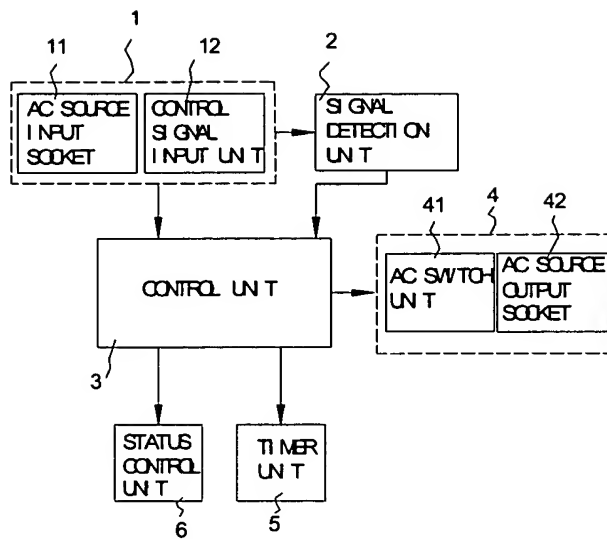 1
11
12
2
AC SOURCE
INPUT
SOCKET
CONTROL
SIGNAL
INPUT UNIT
SIGNAL
DETECTION
UNIT
4
41
42
AC SWITCH
UNIT
AC SOURCE
OUTPUT
SOCKET
CONTROL UNIT
3
STATUS
CONTROL
UNIT
6
TIMER
UNIT
5